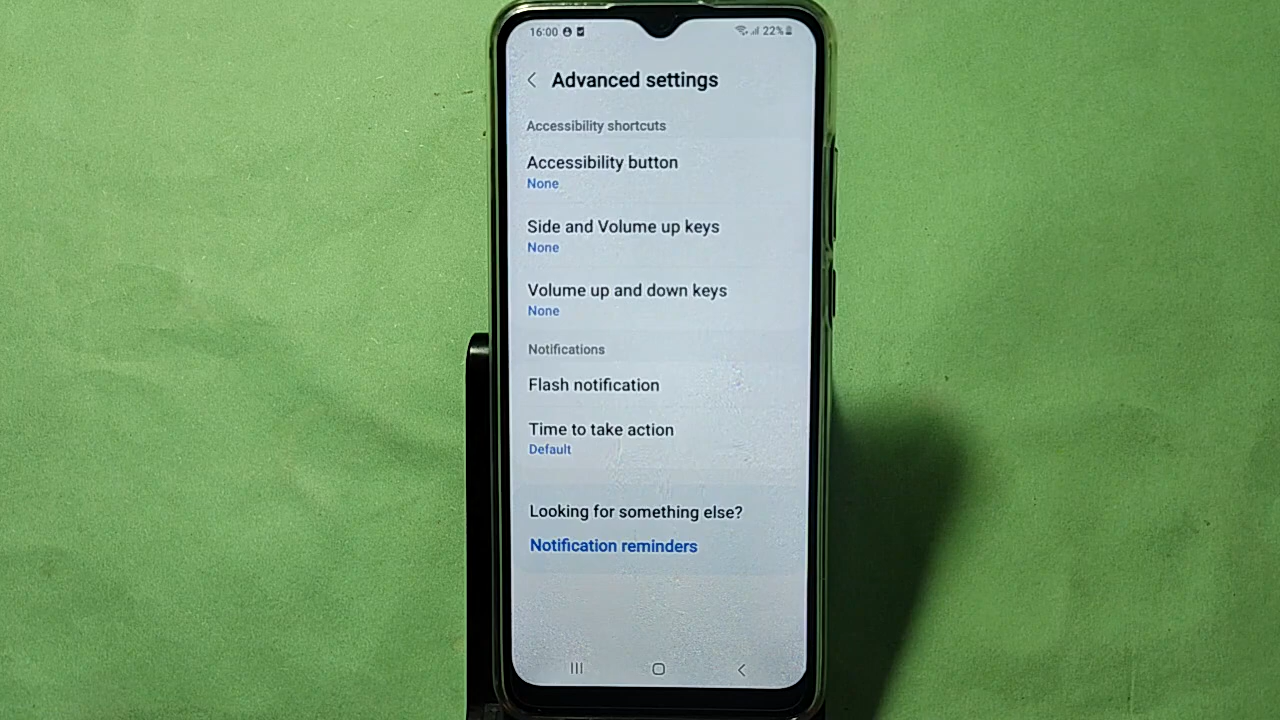 16:00 22%
Advanced settings
Accessibility shortcuts
Accessibility button
None
Side and Volume up keys
None
Volume up and down keys
None
Notifications
Flash notification
Time to take action
Default
Looking for something else?
Notification reminders